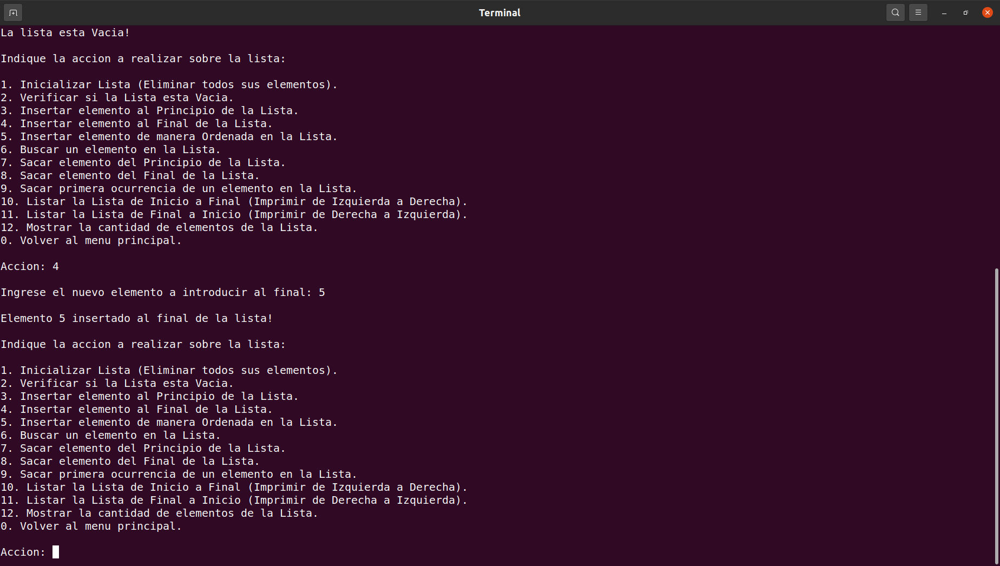 Terminal
La lista esta Vacia!
Indique la accion a realizar sobre la lista:
1. Inicializar Lista (Eliminar todos sus elementos).
2. Verificar si la Lista esta Vacia.
3. Insertar elemento al Principio de la Lista.
4. Insertar elemento al Final de la Lista.
5. Insertar elemento de manera Ordenada en la Lista.
6. Buscar un elemento en la Lista.
7. Sacar elemento del Principio de la Lista.
8. Sacar elemento del Final de la Lista.
9. Sacar primera ocurrencia de un elemento en la Lista.
10. Listar la Lista de Inicio a Final (Imprimir de Izquierda a Derecha).
11. Listar la Lista de Final a Inicio (Imprimir de Derecha a Izquierda).
12. Mostrar la cantidad de elementos de la Lista.
0. Volver al menu principal.
Accion: 4
Ingrese el nuevo elemento a introducir al final: 5
Elemento 5 insertado al final de la lista!
Indique la accion a realizar sobre la lista:
1. Inicializar Lista (Eliminar todos sus elementos).
2. Verificar si la Lista esta Vacia.
3. Insertar elemento al Principio de la Lista.
4. Insertar elemento al Final de la Lista.
5. Insertar elemento de manera Ordenada en la Lista.
6. Buscar un elemento en la Lista.
7. Sacar elemento del Principio de la Lista.
8. Sacar elemento del Final de la Lista.
9. Sacar primera ocurrencia de un elemento en la Lista.
10. Listar la Lista de Inicio a Final (Imprimir de Izquierda a Derecha).
11. Listar la Lista de Final a Inicio (Imprimir de Derecha a Izquierda).
12. Mostrar la cantidad de elementos de la Lista.
0. Volver al menu principal.
Accion: